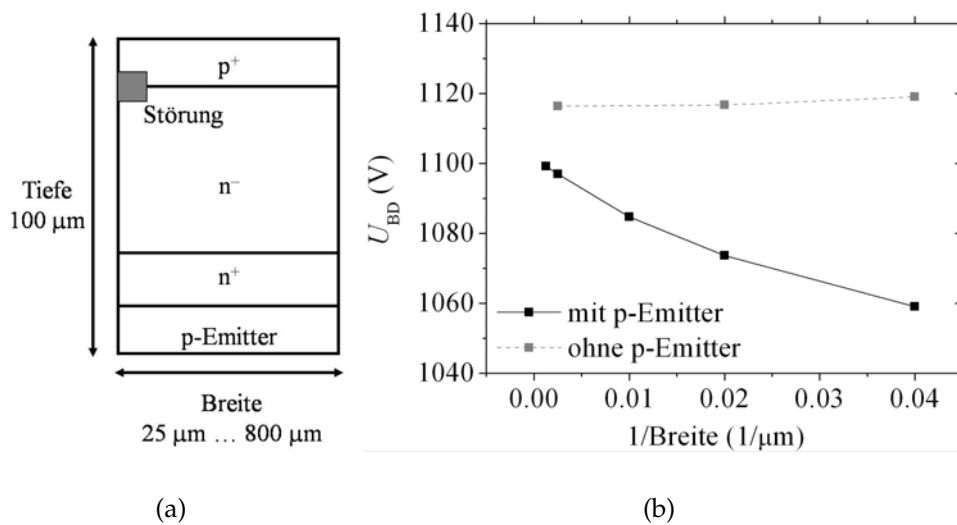 p⁺
Störung
n⁻
Tiefe
100 µm
n⁺
p-Emitter
Breite
25 µm ... 800 µm
(a)
U_BD (V)
1140
1120
1100
1080
1060
1040
mit p-Emitter
ohne p-Emitter
0.00 0.01 0.02 0.03 0.04
1/Breite (1/µm)
(b)